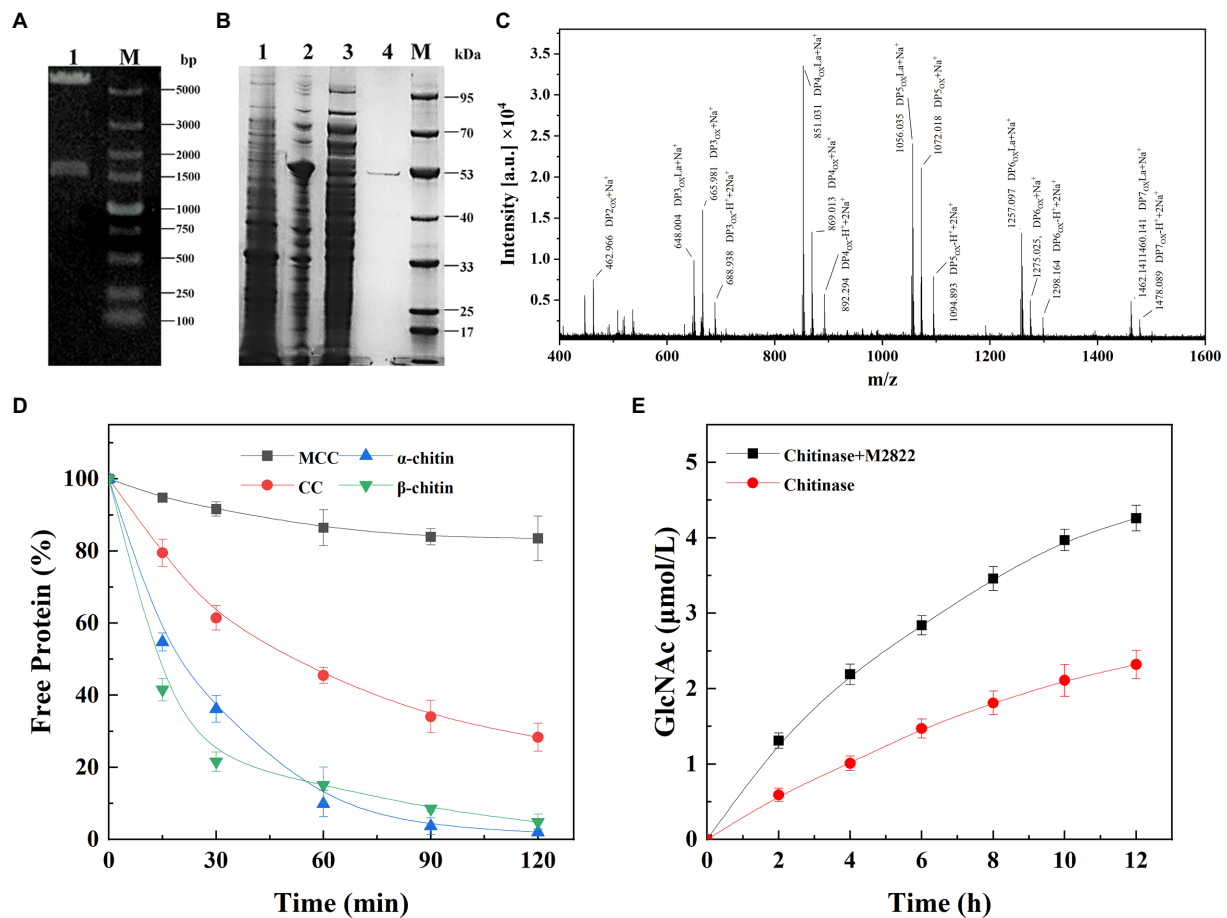 A
1 M bp
5000
3000
2000
1500
1000
750
500
250
100
B
1 2 3 4 M kDa
95
70
53
40
33
25
17
C
Intensity [a.u.] ×10⁴
3.5
3.0
2.5
2.0
1.5
1.0
0.5
462.966 DP2ox+Na⁺
648.004 DP3oxLa+Na⁺
665.981 DP3ox+Na⁺
688.938 DP3ox-H⁺+2Na⁺
851.031 DP4oxLa+Na⁺
869.013 DP4ox+Na⁺
892.294 DP4ox-H⁺+2Na⁺
1056.035 DP5oxLa+Na⁺
1072.018 DP5ox+Na⁺
1094.893 DP5ox-H⁺+2Na⁺
1257.097 DP6oxLa+Na⁺
1275.025, DP6ox+Na⁺
1298.164 DP6ox-H⁺+2Na⁺
1462.1411460.141 DP7oxLa+Na⁺
1478.089 DP7ox-H⁺+2Na⁺
400 600 800 1000 1200 1400 1600
m/z
D
Free Protein (%)
100
80
60
40
20
0
MCC α-chitin
CC β-chitin
0 30 60 90 120
Time (min)
E
GlcNAc (μmol/L)
5
4
3
2
1
0
Chitinase+M2822
Chitinase
0 2 4 6 8 10 12
Time (h)